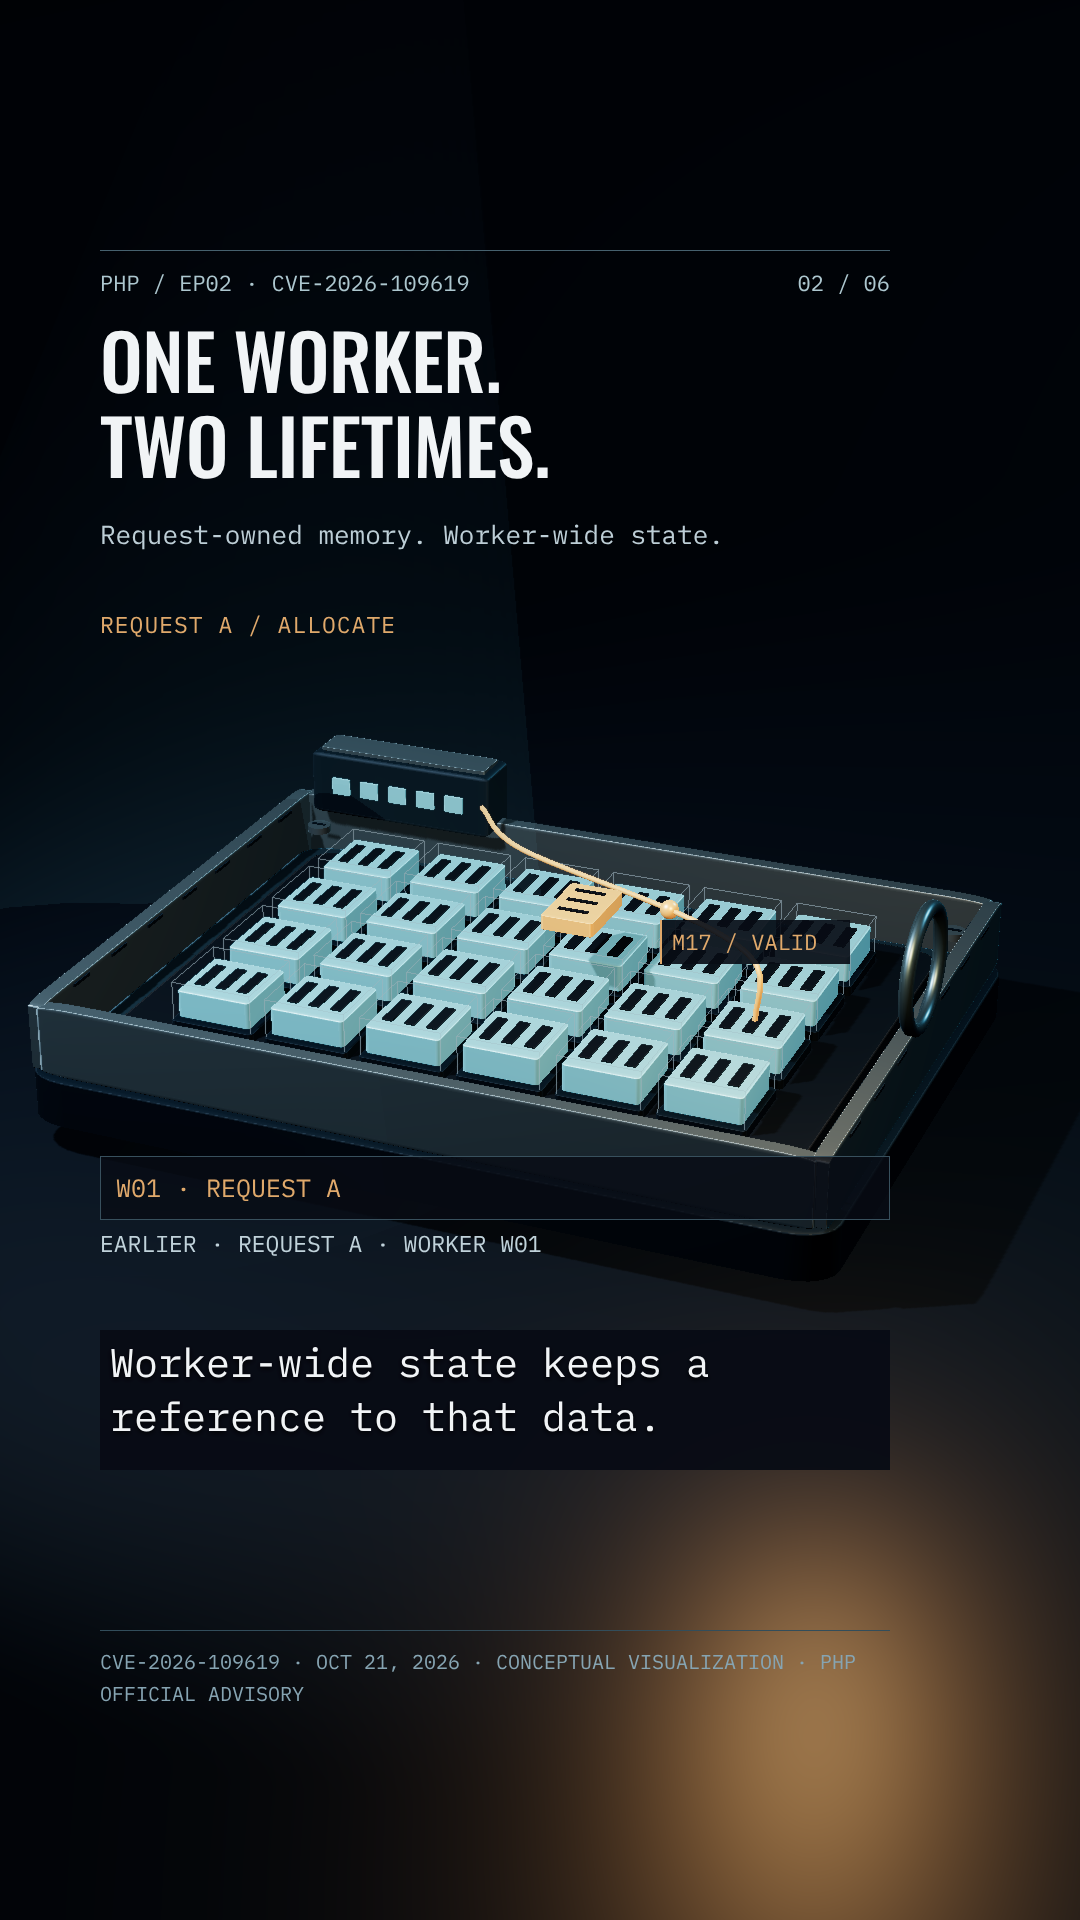 PHP / EP02 · CVE-2026-109619
02 / 06
ONE WORKER.
TWO LIFETIMES.
Request-owned memory. Worker-wide state.
REQUEST A / ALLOCATE
M17 / VALID
W01 · REQUEST A
EARLIER · REQUEST A · WORKER W01
Worker-wide state keeps a
reference to that data.
CVE-2026-109619 · OCT 21, 2026 · CONCEPTUAL VISUALIZATION · PHP
OFFICIAL ADVISORY